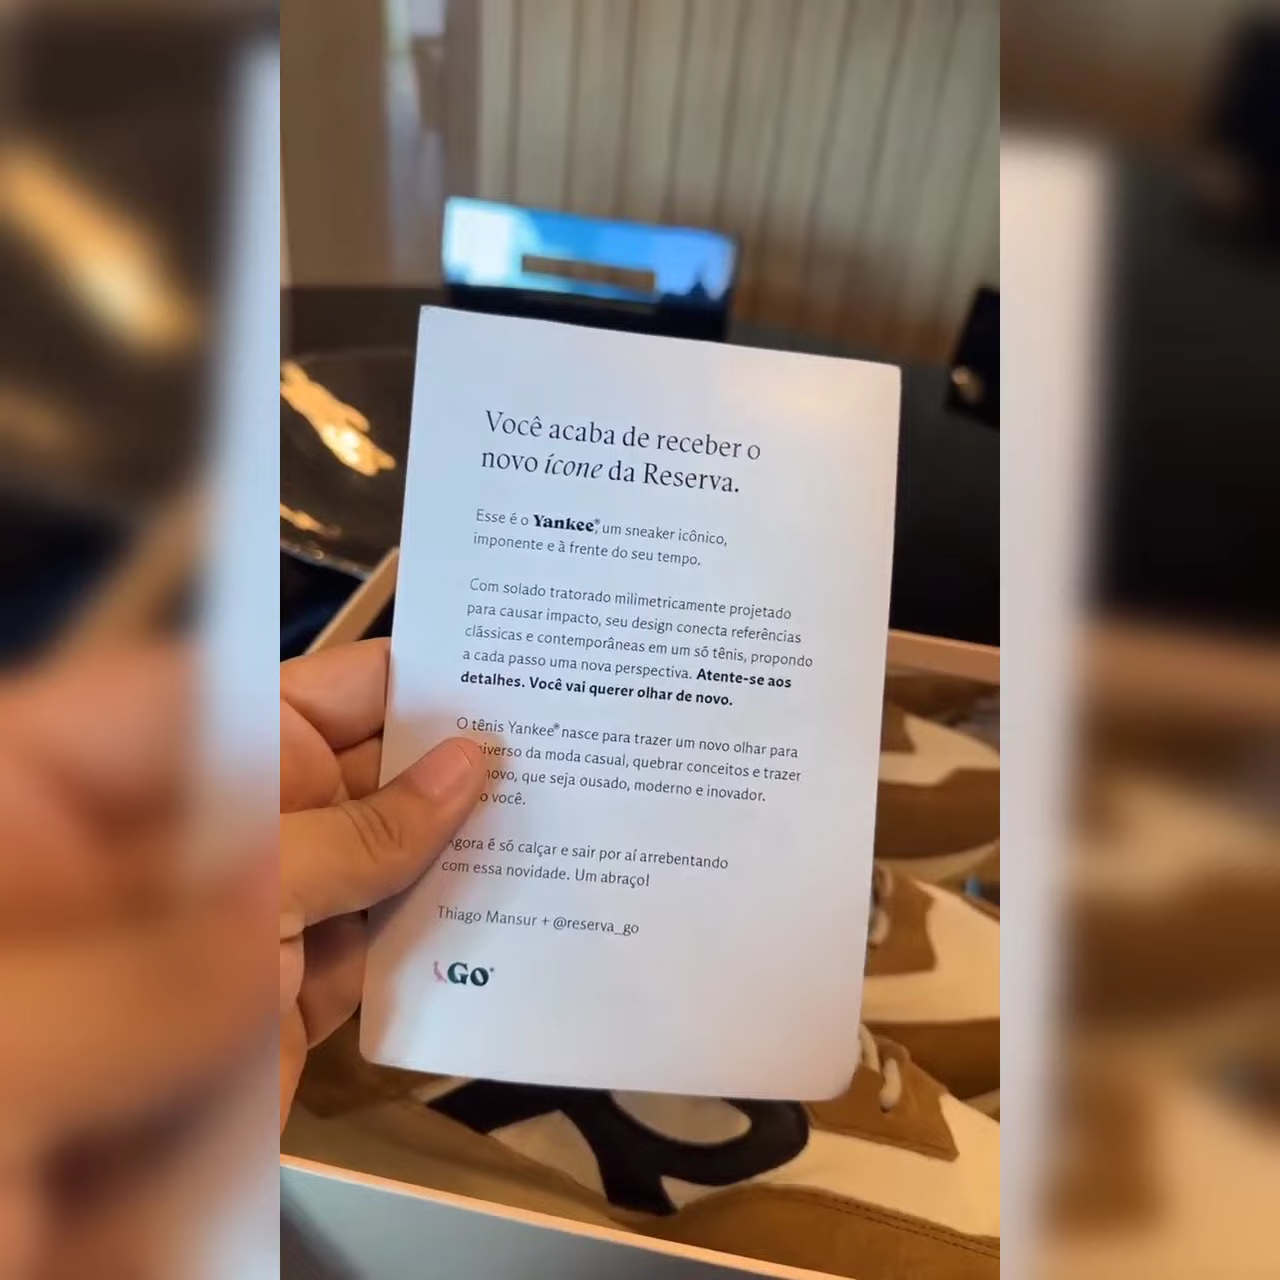 Você acaba de receber o
novo ícone da Reserva.
Esse é o Yankee®, um sneaker icônico,
imponente e à frente do seu tempo.
Com solado tratorado milimetricamente projetado
para causar impacto, seu design conecta referências
clássicas e contemporâneas em um só tênis, propondo
a cada passo uma nova perspectiva. Atente-se aos
detalhes. Você vai querer olhar de novo.
O tênis Yankee® nasce para trazer um novo olhar para
da moda casual, quebrar conceitos e trazer
novo, que seja ousado, moderno e inovador.
você.
Agora é só calçar e sair por aí arrebentando
com essa novidade. Um abraço!
Thiago Mansur + @reserva_go
Go®